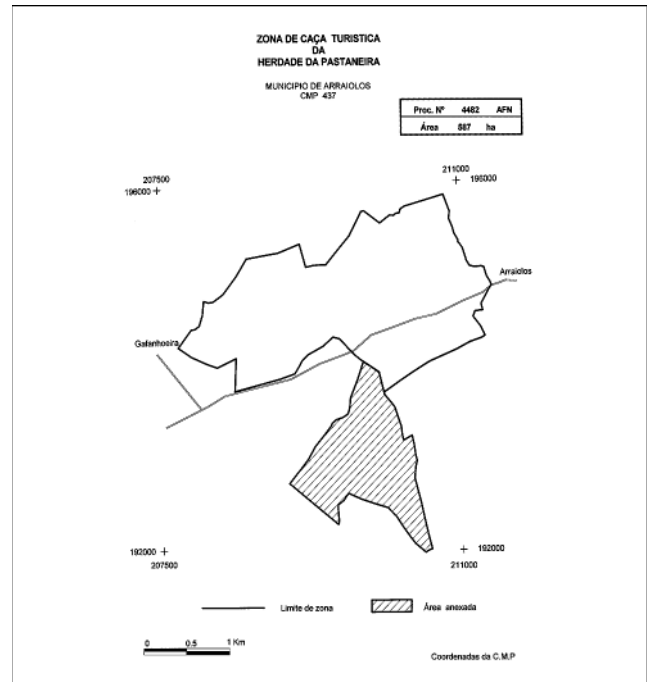 ZONA DE CAÇA TURISTICA
DA
HERDADE DA PASTANEIRA
MUNICIPIO DE ARRAIOLOS
CMP 437
Proc. Nº 4482 AFN
Área 587 ha
207500
196000
211000
196000
Arraiolos
Gafanhoeira
192000
207500
192000
211000
Limite de zona
Área anexada
0 0.5 1 Km
Coordenadas da C.M.P